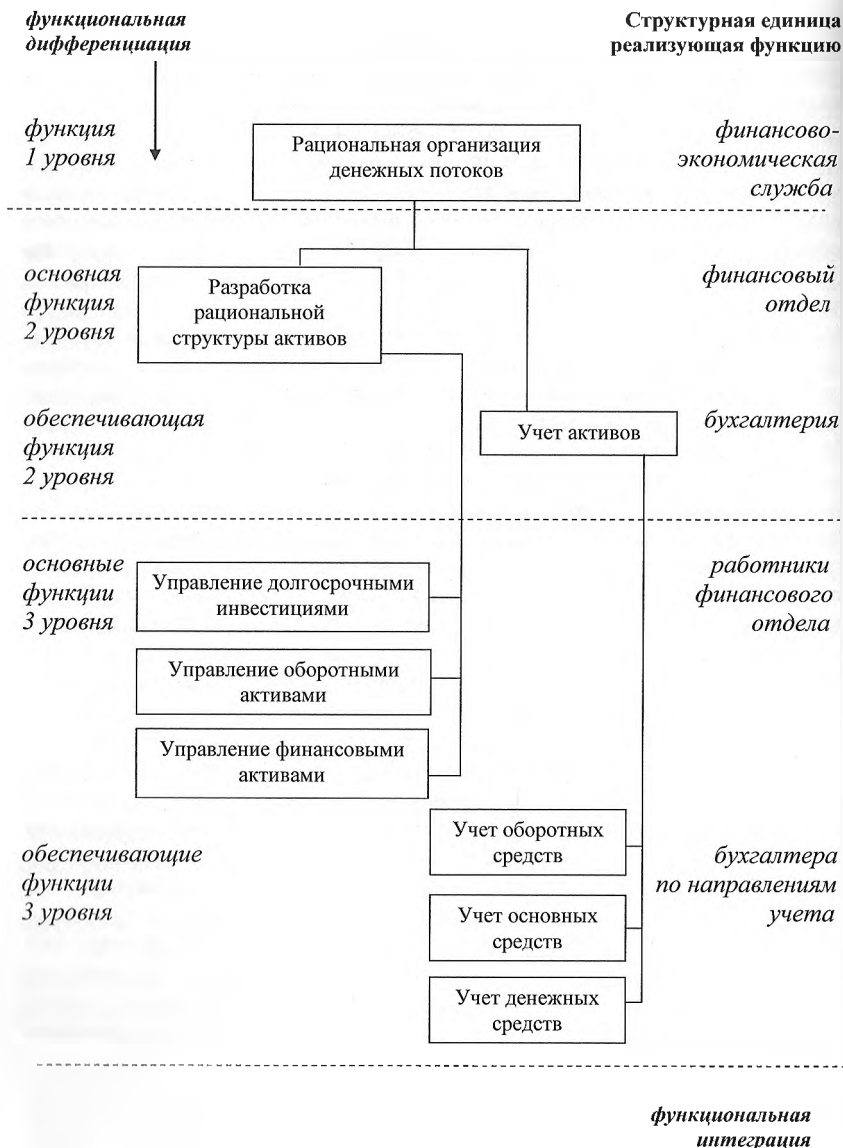 функциональная
дифференциация
Структурная единица
реализующая функцию
функция
1 уровня
Рациональная организация
денежных потоков
финансово-
экономическая
служба
основная
функция
2 уровня
Разработка
рациональной
структуры активов
финансовый
отдел
обеспечивающая
функция
2 уровня
Учет активов
бухгалтерия
основные
функции
3 уровня
Управление долгосрочными
инвестициями
работники
финансового
отдела
Управление оборотными
активами
Управление финансовыми
активами
обеспечивающие
функции
3 уровня
Учет оборотных
средств
бухгалтера
по направлениям
учета
Учет основных
средств
Учет денежных
средств
функциональная
интеграция